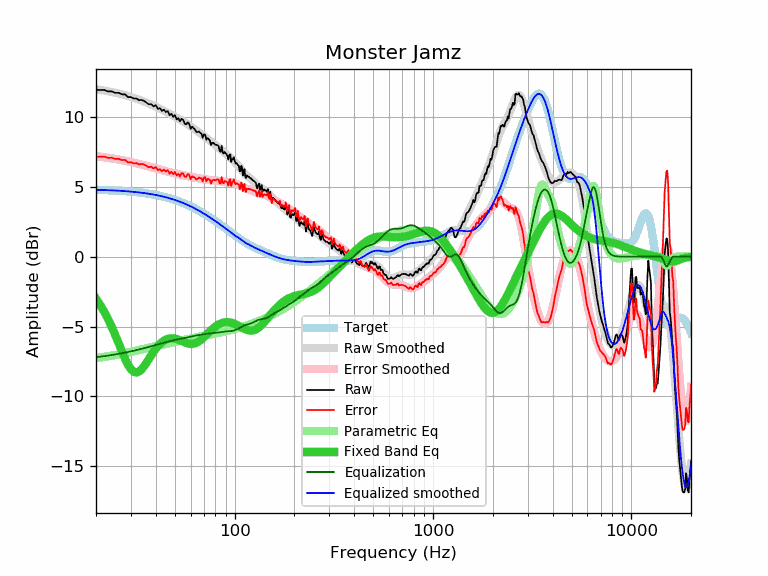 Monster Jamz
Amplitude (dBr)
10
5
0
−5
−10
−15
Target
Raw Smoothed
Error Smoothed
Raw
Error
Parametric Eq
Fixed Band Eq
Equalization
Equalized smoothed
100 1000 10000
Frequency (Hz)